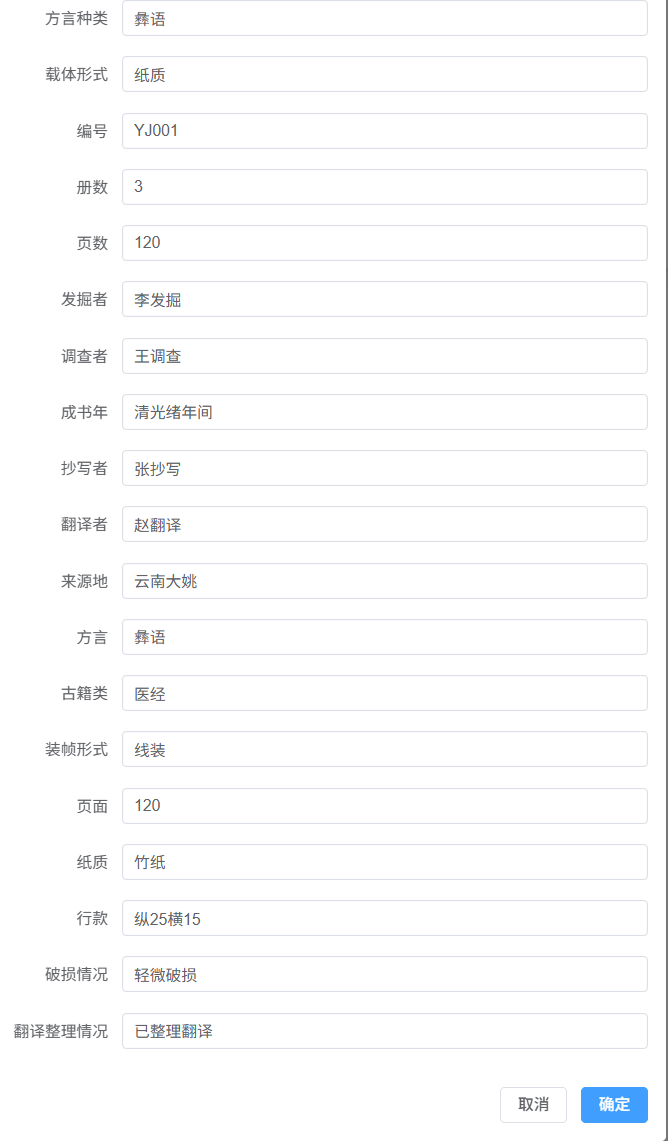 方言种类 彝语
载体形式 纸质
编号 YJ001
册数 3
页数 120
发掘者 李发掘
调查者 王调查
成书年 清光绪年间
抄写者 张抄写
翻译者 赵翻译
来源地 云南大姚
方言 彝语
古籍类 医经
装帧形式 线装
页面 120
纸质 竹纸
行款 纵25横15
破损情况 轻微破损
翻译整理情况 已整理翻译
取消 确定